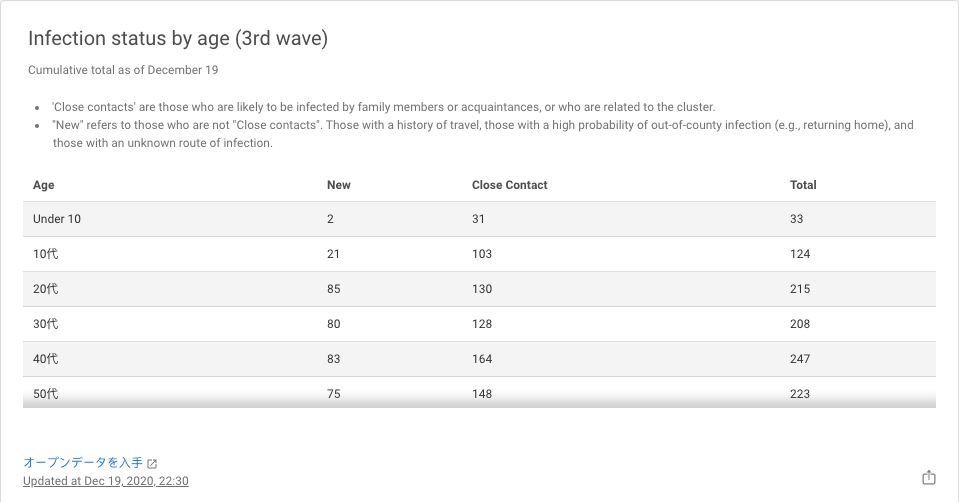 Infection status by age (3rd wave)
Cumulative total as of December 19
'Close contacts' are those who are likely to be infected by family members or acquaintances, or who are related to the cluster.
"New" refers to those who are not "Close contacts". Those with a history of travel, those with a high probability of out-of-county infection (e.g., returning home), and
those with an unknown route of infection.
Age New Close Contact Total
Under 10 2 31 33
10代 21 103 124
20代 85 130 215
30代 80 128 208
40代 83 164 247
50代 75 148 223
オープンデータを入手
Updated at Dec 19, 2020, 22:30